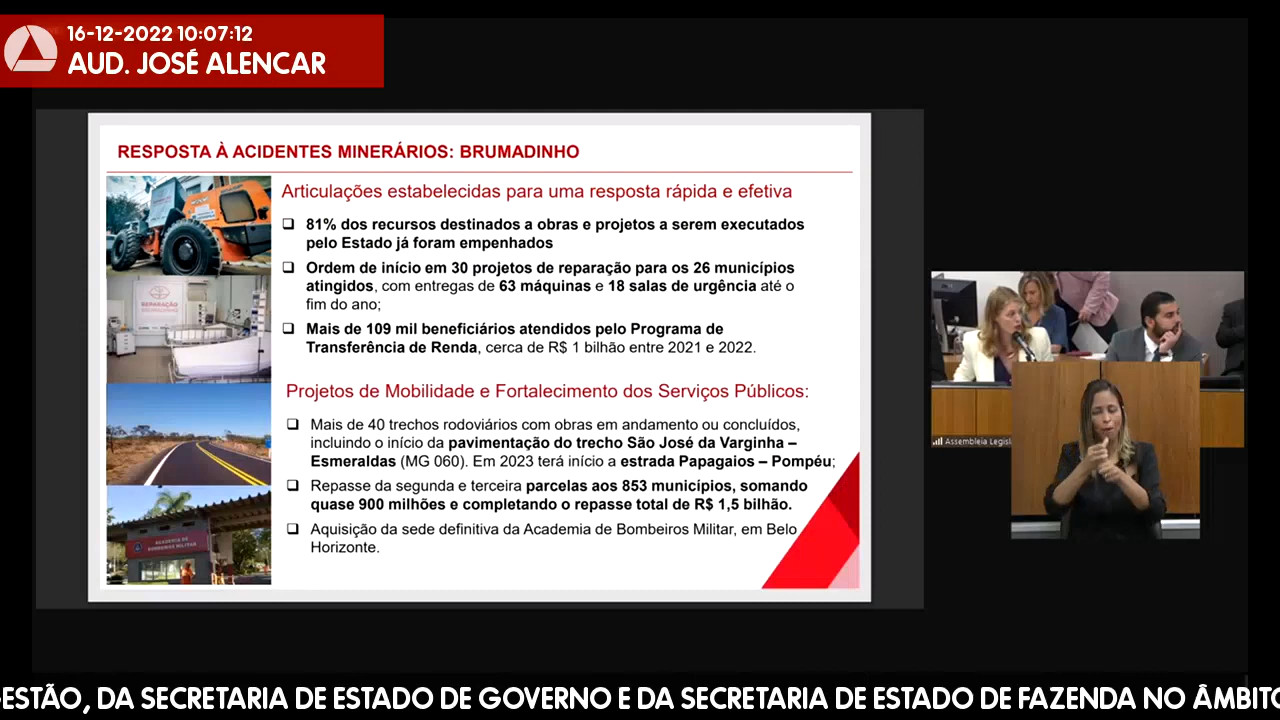 16-12-2022 10:07:12
AUD. JOSÉ ALENCAR
RESPOSTA À ACIDENTES MINERÁRIOS: BRUMADINHO
Articulações estabelecidas para uma resposta rápida e efetiva
81% dos recursos destinados a obras e projetos a serem executados
pelo Estado já foram empenhados
Ordem de início em 30 projetos de reparação para os 26 municípios
atingidos, com entregas de 63 máquinas e 18 salas de urgência até o
fim do ano;
Mais de 109 mil beneficiários atendidos pelo Programa de
Transferência de Renda, cerca de R$ 1 bilhão entre 2021 e 2022.
REPARAÇÃO
Projetos de Mobilidade e Fortalecimento dos Serviços Públicos:
Mais de 40 trechos rodoviários com obras em andamento ou concluídos,
incluindo o início da pavimentação do trecho São José da Varginha –
Esmeraldas (MG 060). Em 2023 terá início a estrada Papagaios – Pompéu;
Repasse da segunda e terceira parcelas aos 853 municípios, somando
quase 900 milhões e completando o repasse total de R$ 1,5 bilhão.
Aquisição da sede definitiva da Academia de Bombeiros Militar, em Belo
Horizonte.
ACADEMIA DE
BOMBEIROS MILITAR
Assembleia Legisl
GESTÃO, DA SECRETARIA DE ESTADO DE GOVERNO E DA SECRETARIA DE ESTADO DE FAZENDA NO ÂMBITO